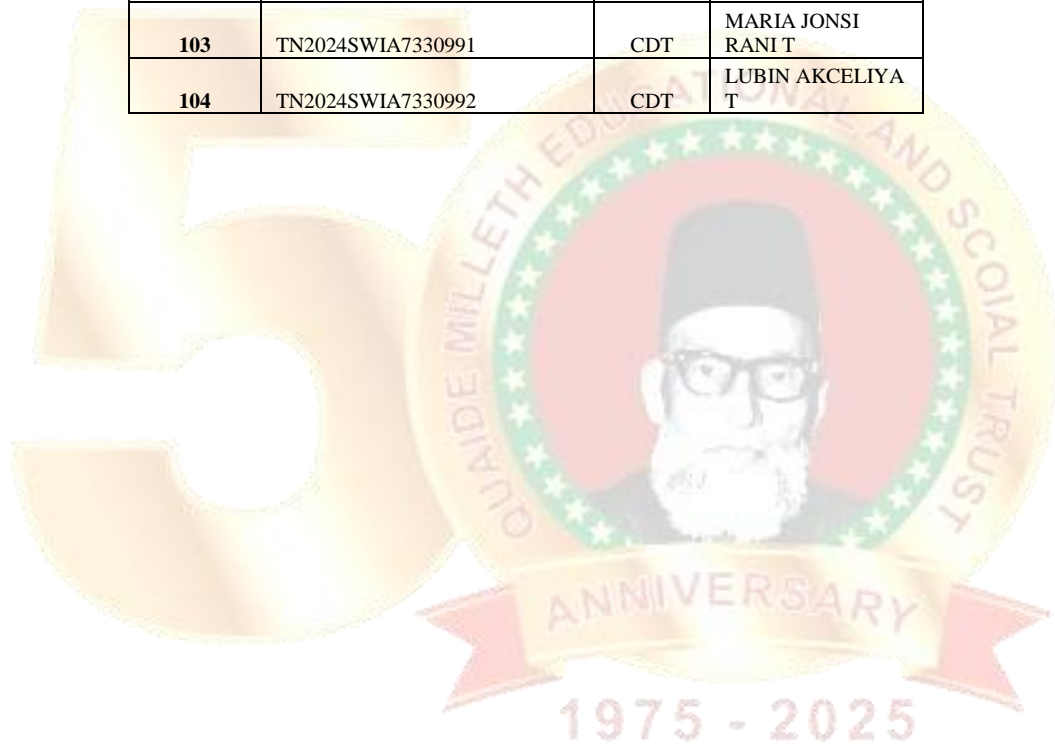 MARIA JONSI
103 TN2024SWIA7330991 CDT RANI T
LUBIN AKCELIYA
104 TN2024SWIA7330992 CDT T
QUAIDE MILLETH EDUCATIONAL AND SCOIAL TRUST
ANNIVERSARY
1975 - 2025